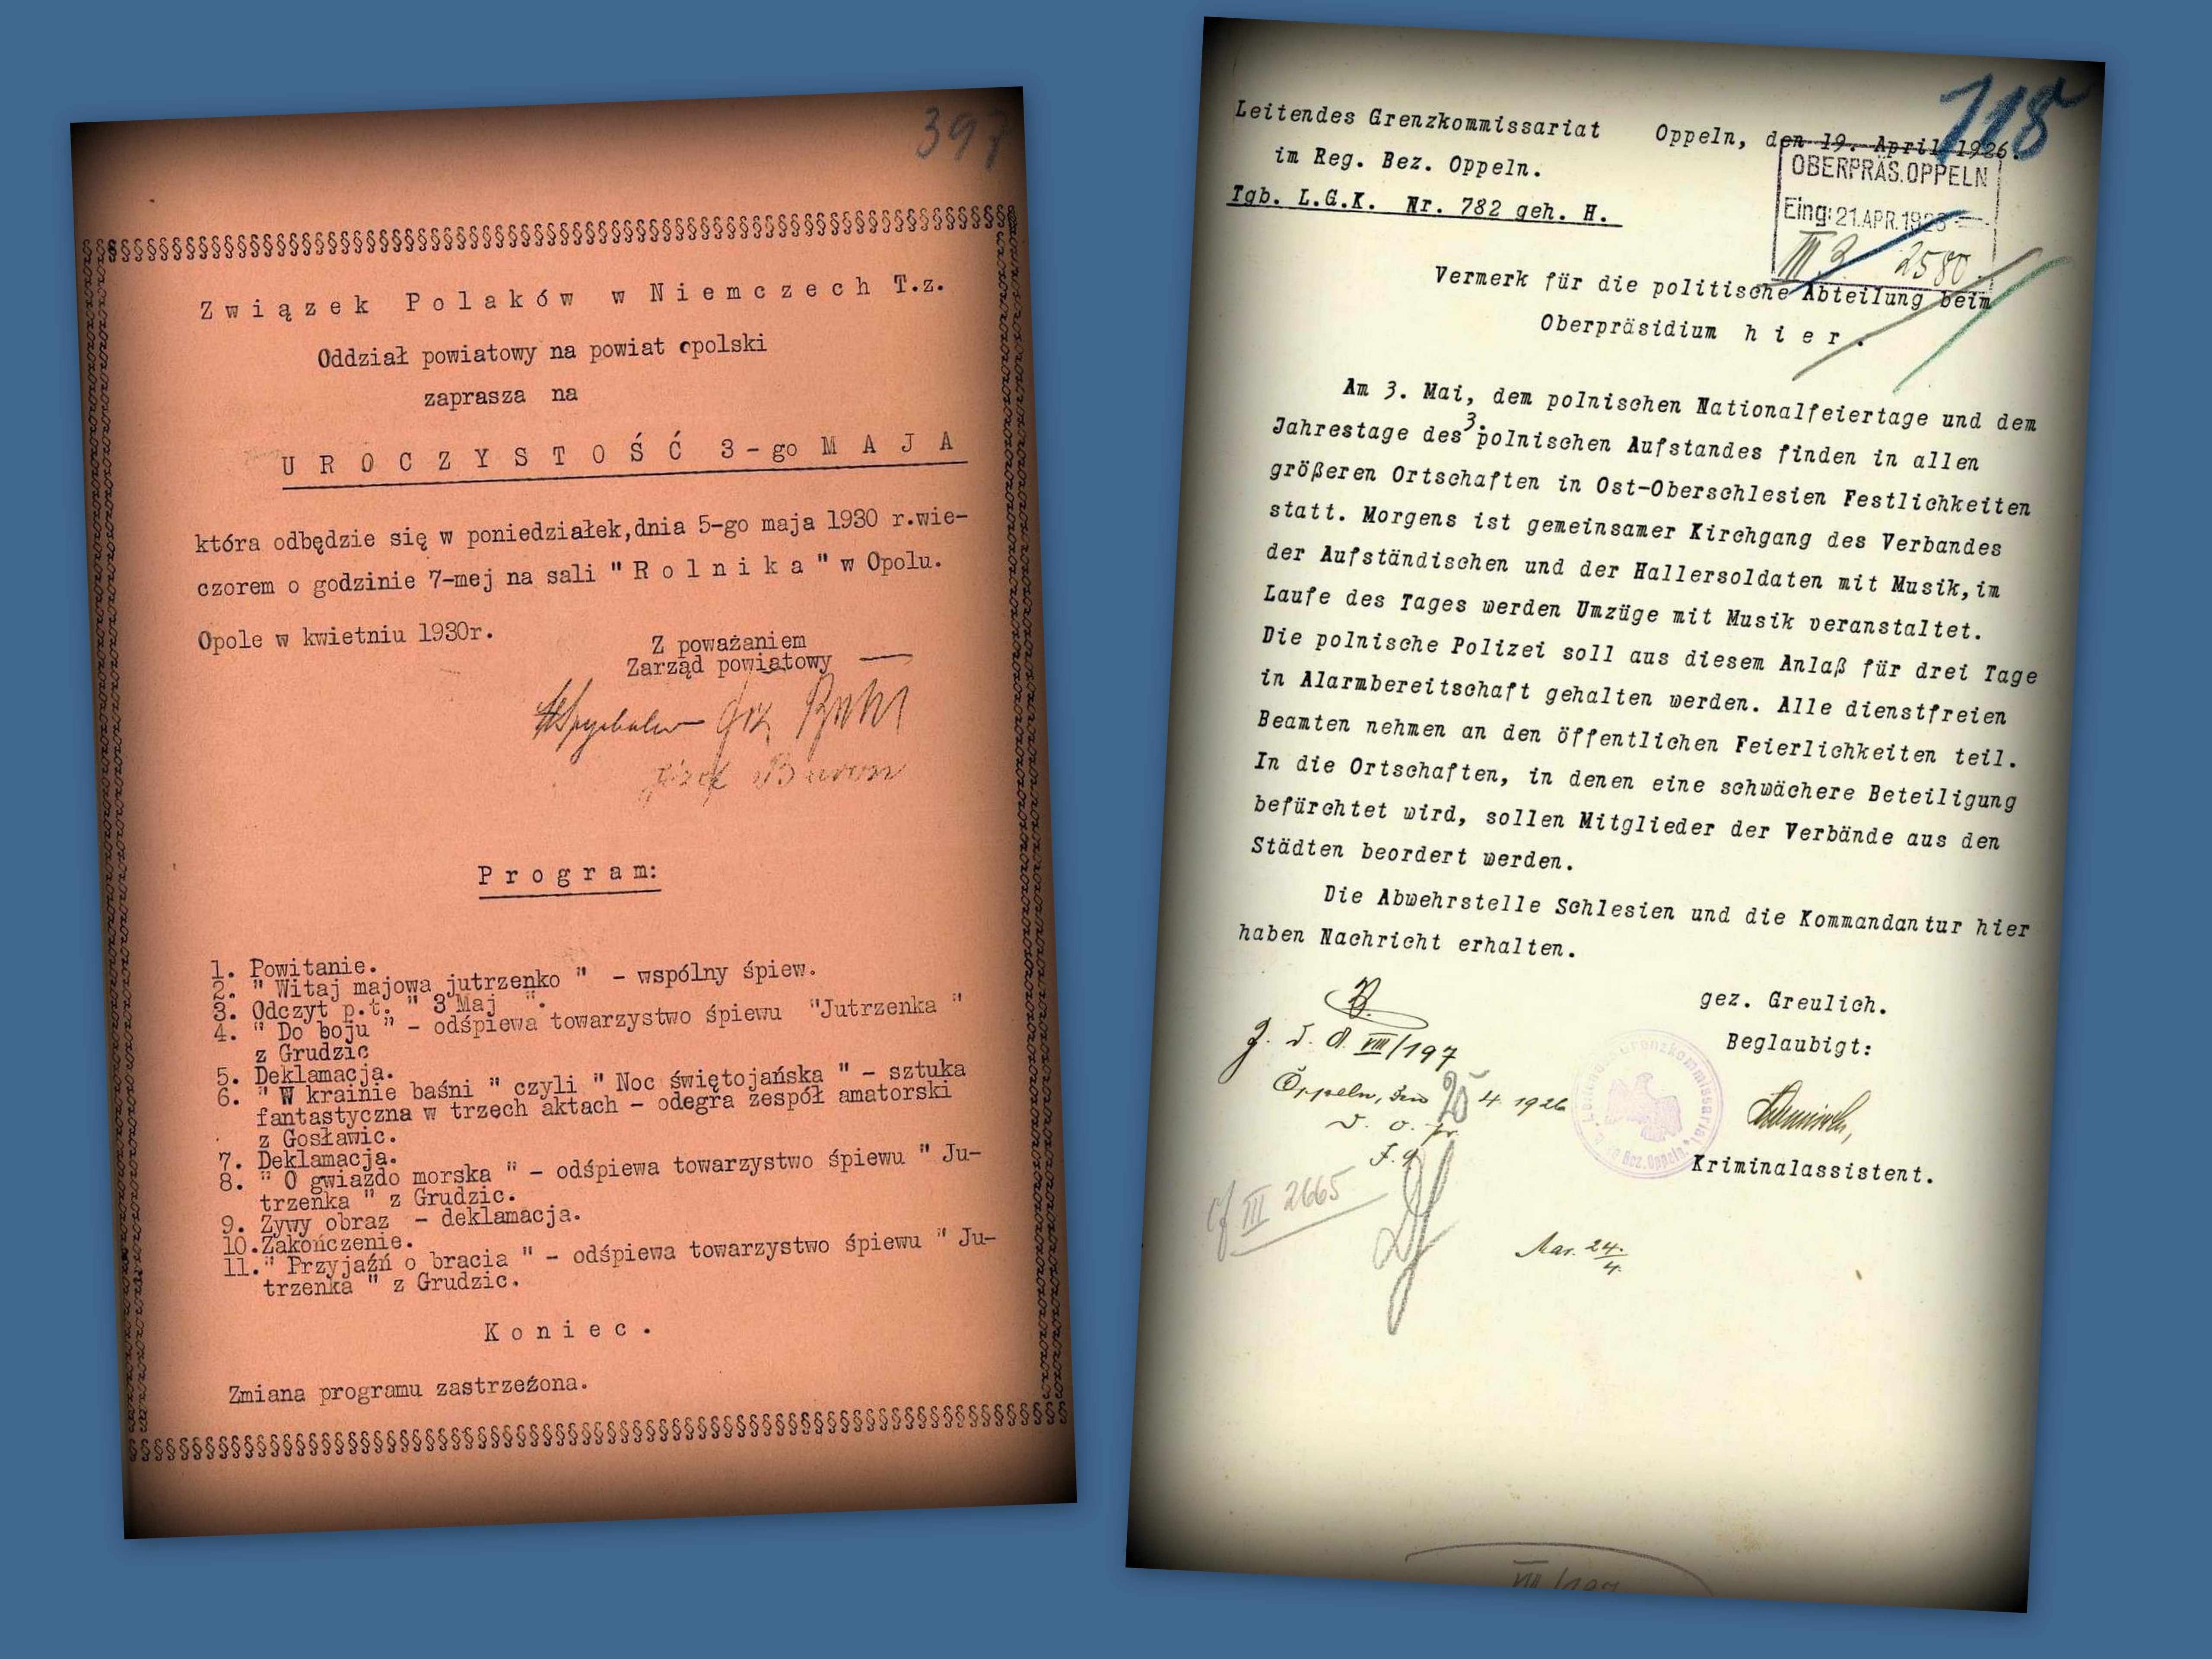 397
Związek Polaków w Niemczech T.z.
Oddział powiatowy na powiat opolski
zaprasza na
UROCZYSTOŚĆ 3-go MAJA
która odbędzie się w poniedziałek,dnia 5-go maja 1930 r.wie-
czorem o godzinie 7-mej na sali "Rolnika" w Opolu.
Opole w kwietniu 1930r.
Z poważaniem
Zarząd powiatowy
Program:
1. Powitanie.
2. " Witaj majowa jutrzenko " - wspólny śpiew.
3. Odczyt p.t. " 3 Maj ".
4. " Do boju " - odśpiewa towarzystwo śpiewu "Jutrzenka "
z Grudzic
5. Deklamacja.
6. " W krainie baśni " czyli " Noc świętojańska " - sztuka
fantastyczna w trzech aktach - odegra zespół amatorski
z Gosławic.
7. Deklamacja.
8. " O gwiazdo morska " - odśpiewa towarzystwo śpiewu " Ju-
trzenka " z Grudzic.
9. Żywy obraz - deklamacja.
10.Zakończenie.
11." Przyjaźń o bracia " - odśpiewa towarzystwo śpiewu " Ju-
trzenka " z Grudzic.
Koniec.
Zmiana programu zastrzeźona.
118
Leitendes Grenzkommissariat
im Reg. Bez. Oppeln.
Tgb. L.G.K. Nr. 782 geh. H.
Oppeln, den 19. April 1926.
OBERPRÄS.OPPELN
Eing: 21.APR.1926
III 3 2580
Vermerk für die politische Abteilung beim
Oberpräsidium hier.
Am 3. Mai, dem polnischen Nationalfeiertage und dem
Jahrestage des 3. polnischen Aufstandes finden in allen
größeren Ortschaften in Ost-Oberschlesien Festlichkeiten
statt. Morgens ist gemeinsamer Kirchgang des Verbandes
der Aufständischen und der Hallersoldaten mit Musik,im
Laufe des Tages werden Umzüge mit Musik veranstaltet.
Die polnische Polizei soll aus diesem Anlaß für drei Tage
in Alarmbereitschaft gehalten werden. Alle dienstfreien
Beamten nehmen an den öffentlichen Feierlichkeiten teil.
In die Ortschaften, in denen eine schwächere Beteiligung
befürchtet wird, sollen Mitglieder der Verbände aus den
Städten beordert werden.
Die Abwehrstelle Schlesien und die Kommandantur hier
haben Nachricht erhalten.
gez. Greulich.
Beglaubigt:
Kriminalassistent.
VIII/197
Oppeln, den 4 1926
cf III 2665
24./4.